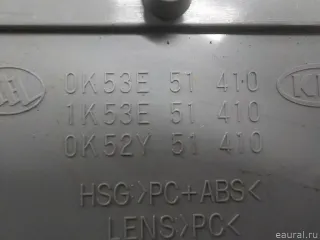 0K53E 51 410
1K53E 51 410
0K52Y 51 410
HSG>PC+ABS<
LENS>PC<
eaural.ru